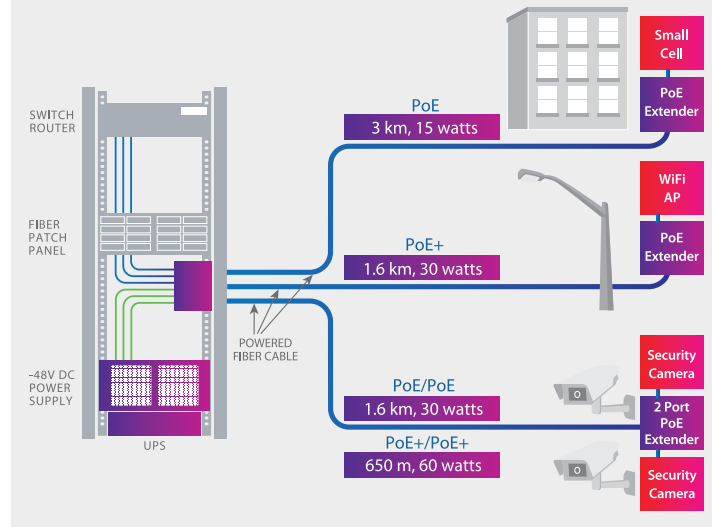 SWITCH
ROUTER
FIBER
PATCH
PANEL
–48V DC
POWER
SUPPLY
UPS
POWERED
FIBER CABLE
PoE
3 km, 15 watts
Small
Cell
PoE
Extender
PoE+
1.6 km, 30 watts
WiFi
AP
PoE
Extender
PoE/PoE
1.6 km, 30 watts
PoE+/PoE+
650 m, 60 watts
Security
Camera
2 Port
PoE
Extender
Security
Camera